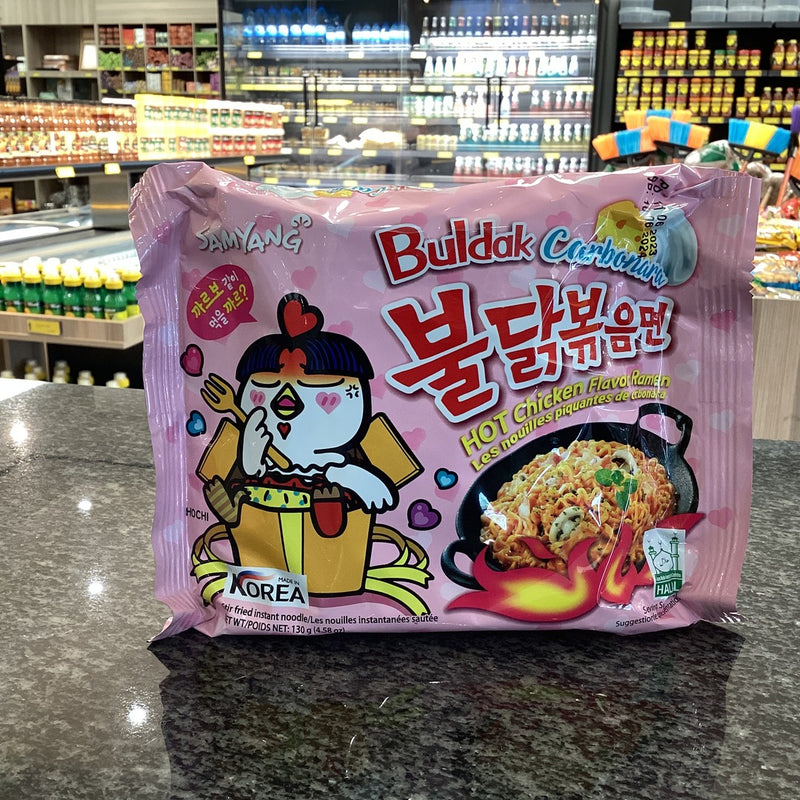 SAMYANG
Buldak Carbonara
까르보 같이
먹을 까르?
불닭볶음면
HOT Chicken Flavor Ramen
Les nouilles piquantes de carbonara
HOCHI
MADE IN
KOREA
HALAL
Stir fried instant noodle/Les nouilles instantanées sautée
NET WT/POIDS NET: 130 g (4.58 oz)